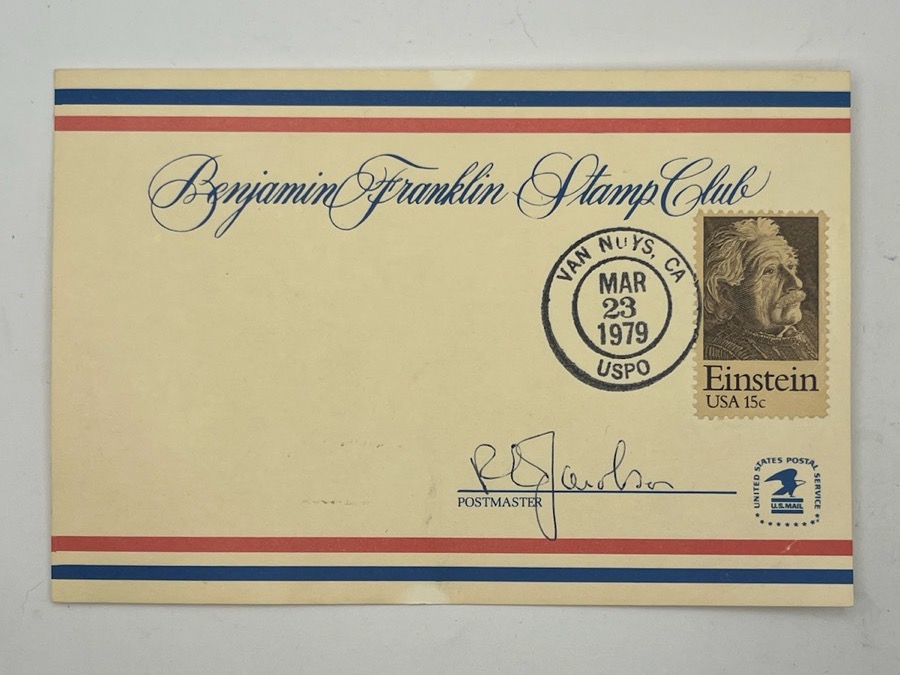 Benjamin Franklin Stamp Club
VAN NUYS, CA
MAR
23
1979
USPO
Einstein
USA 15c
POSTMASTER
UNITED STATES POSTAL SERVICE
U.S.MAIL